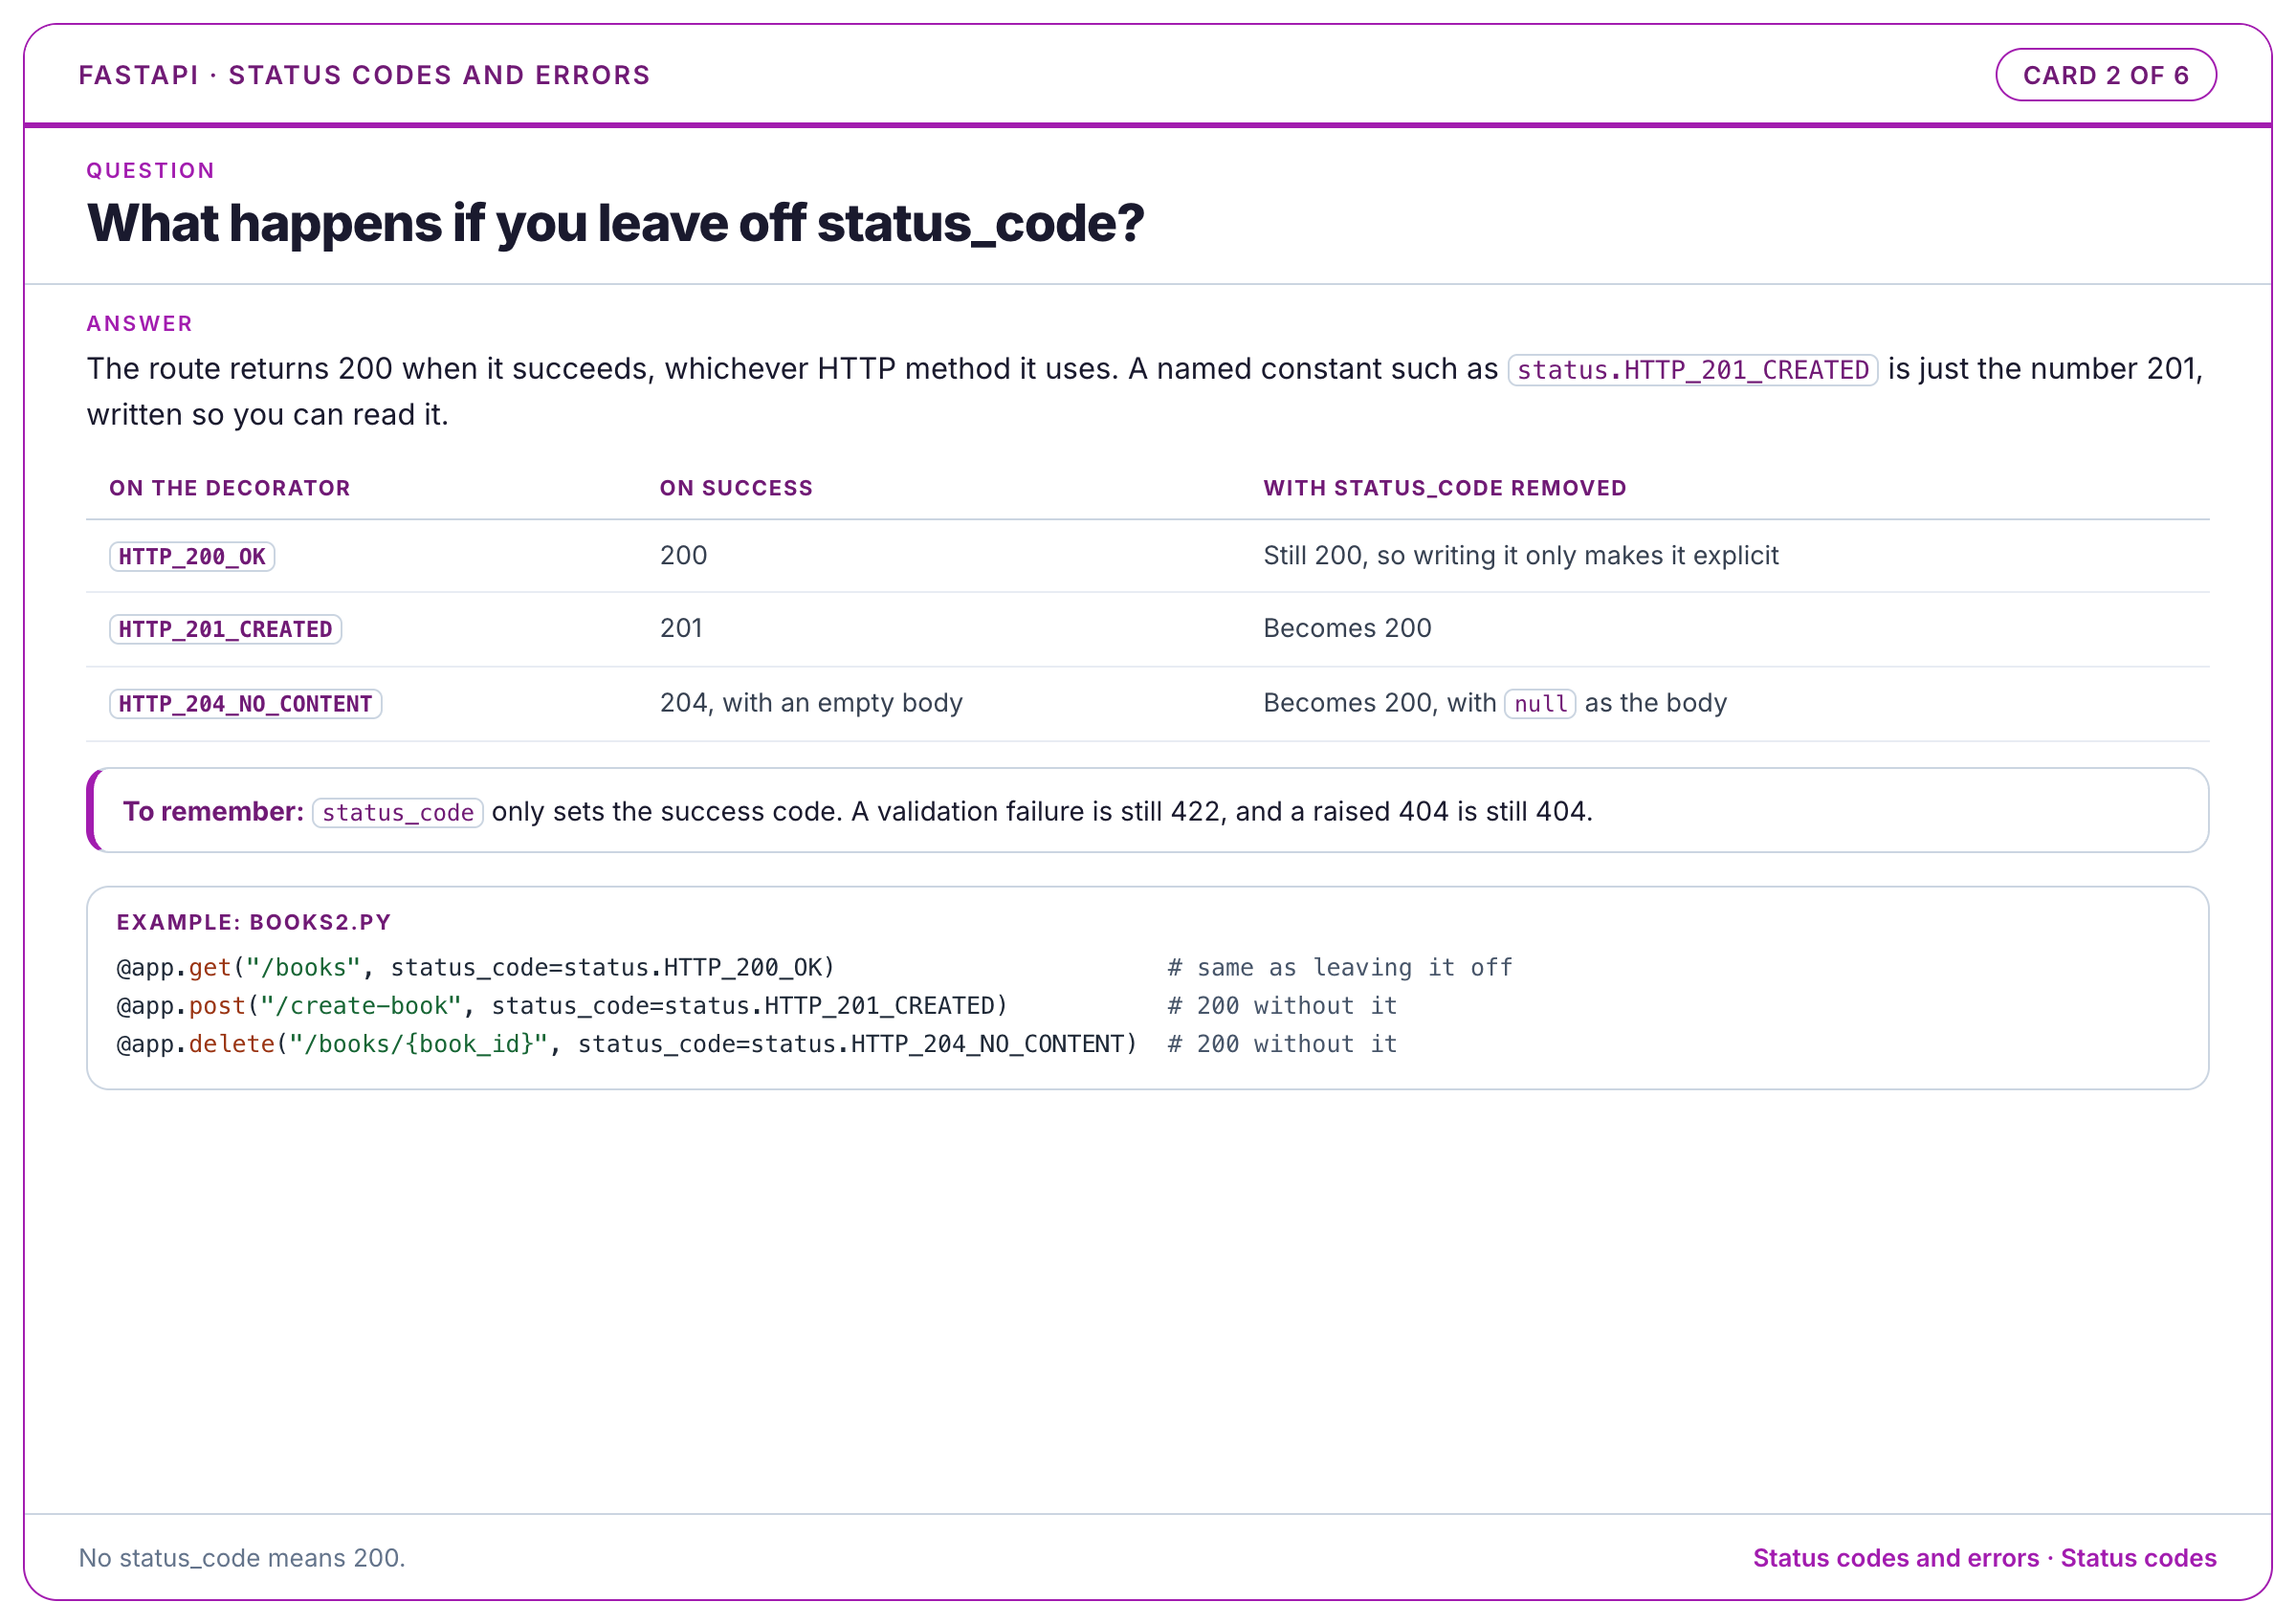 FASTAPI · STATUS CODES AND ERRORS
CARD 2 OF 6
QUESTION
What happens if you leave off status_code?
ANSWER
The route returns 200 when it succeeds, whichever HTTP method it uses. A named constant such as status.HTTP_201_CREATED is just the number 201,
written so you can read it.
ON THE DECORATOR ON SUCCESS WITH STATUS_CODE REMOVED
HTTP_200_OK 200 Still 200, so writing it only makes it explicit
HTTP_201_CREATED 201 Becomes 200
HTTP_204_NO_CONTENT 204, with an empty body Becomes 200, with null as the body
To remember: status_code only sets the success code. A validation failure is still 422, and a raised 404 is still 404.
EXAMPLE: BOOKS2.PY
@app.get("/books", status_code=status.HTTP_200_OK) # same as leaving it off
@app.post("/create-book", status_code=status.HTTP_201_CREATED) # 200 without it
@app.delete("/books/{book_id}", status_code=status.HTTP_204_NO_CONTENT) # 200 without it
No status_code means 200.
Status codes and errors · Status codes